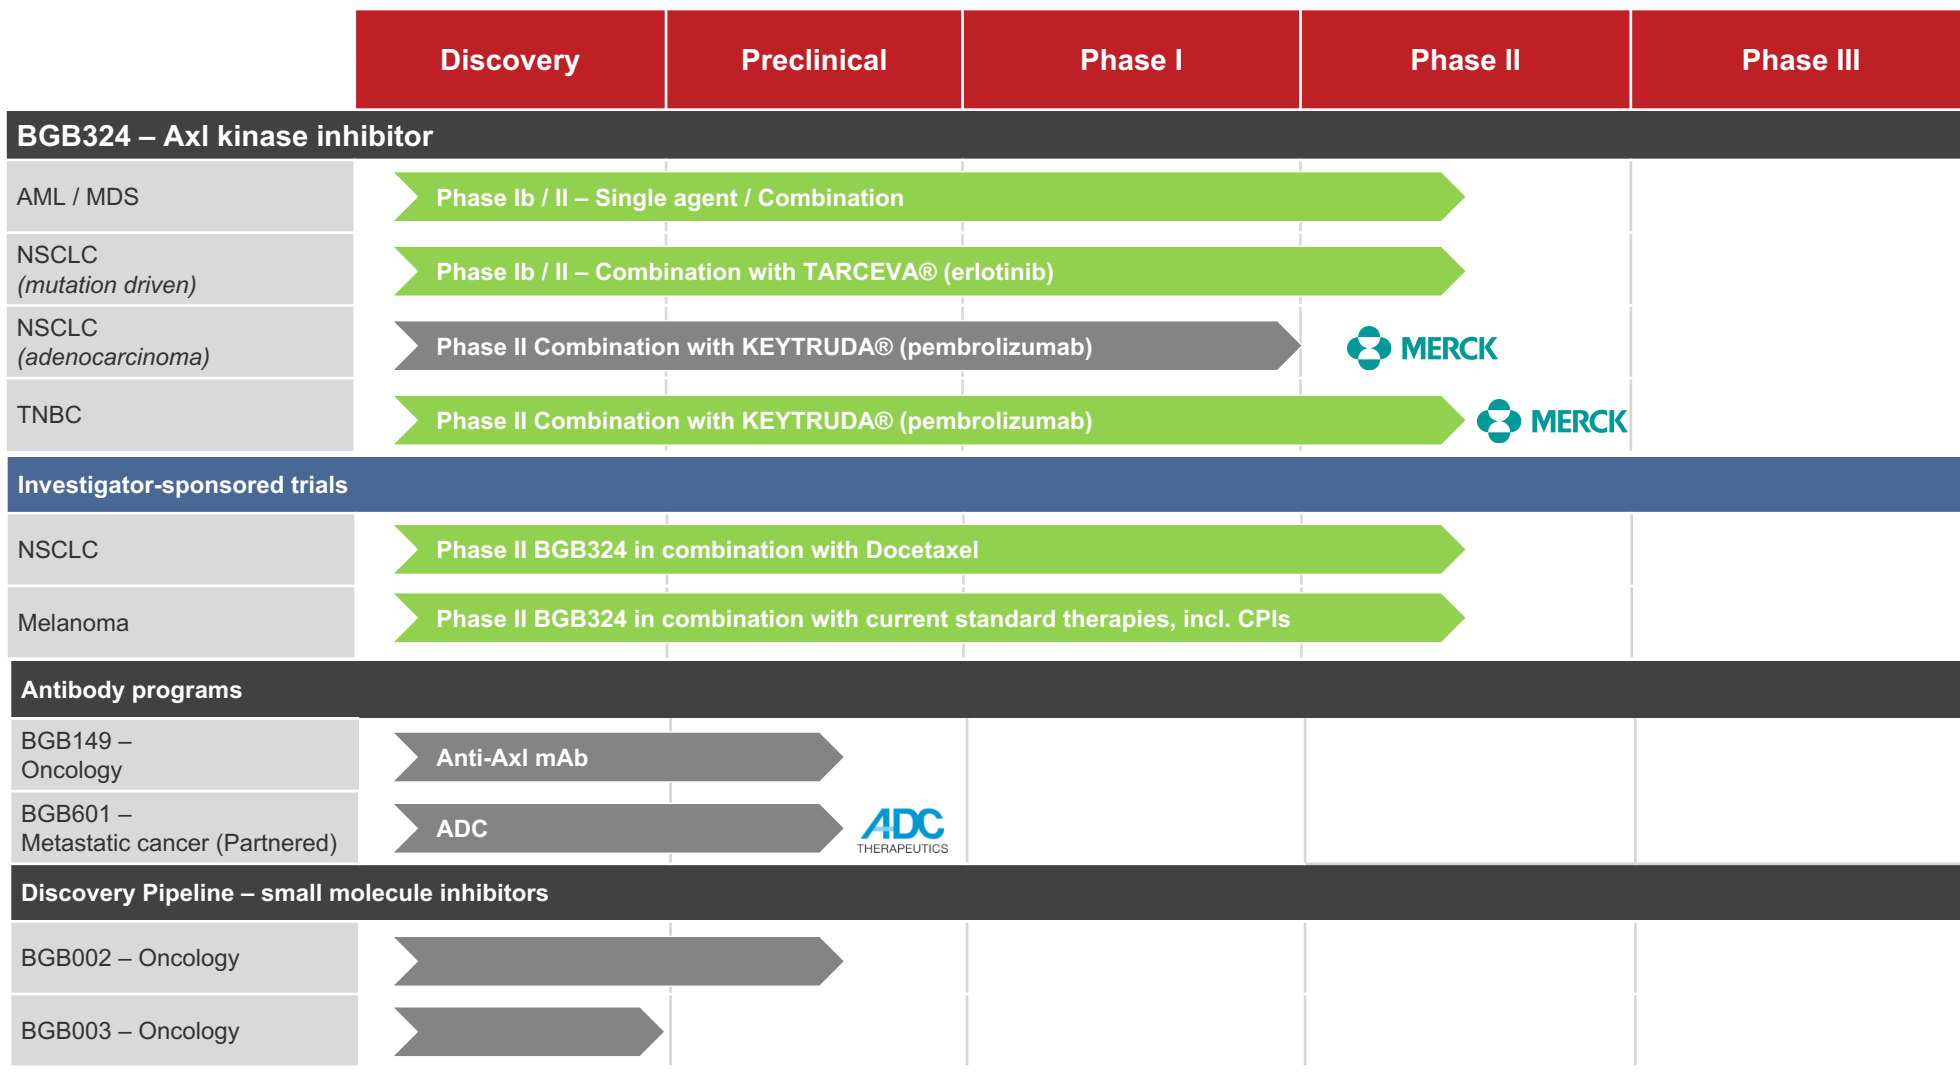 Discovery
Preclinical
Phase I
Phase II
Phase III
BGB324 – Axl kinase inhibitor
AML / MDS
Phase Ib / II – Single agent / Combination
NSCLC
(mutation driven)
Phase Ib / II – Combination with TARCEVA® (erlotinib)
NSCLC
(adenocarcinoma)
Phase II Combination with KEYTRUDA® (pembrolizumab)
MERCK
TNBC
Phase II Combination with KEYTRUDA® (pembrolizumab)
MERCK
Investigator-sponsored trials
NSCLC
Phase II BGB324 in combination with Docetaxel
Melanoma
Phase II BGB324 in combination with current standard therapies, incl. CPIs
Antibody programs
BGB149 –
Oncology
Anti-Axl mAb
BGB601 –
Metastatic cancer (Partnered)
ADC
ADC
THERAPEUTICS
Discovery Pipeline – small molecule inhibitors
BGB002 – Oncology
BGB003 – Oncology